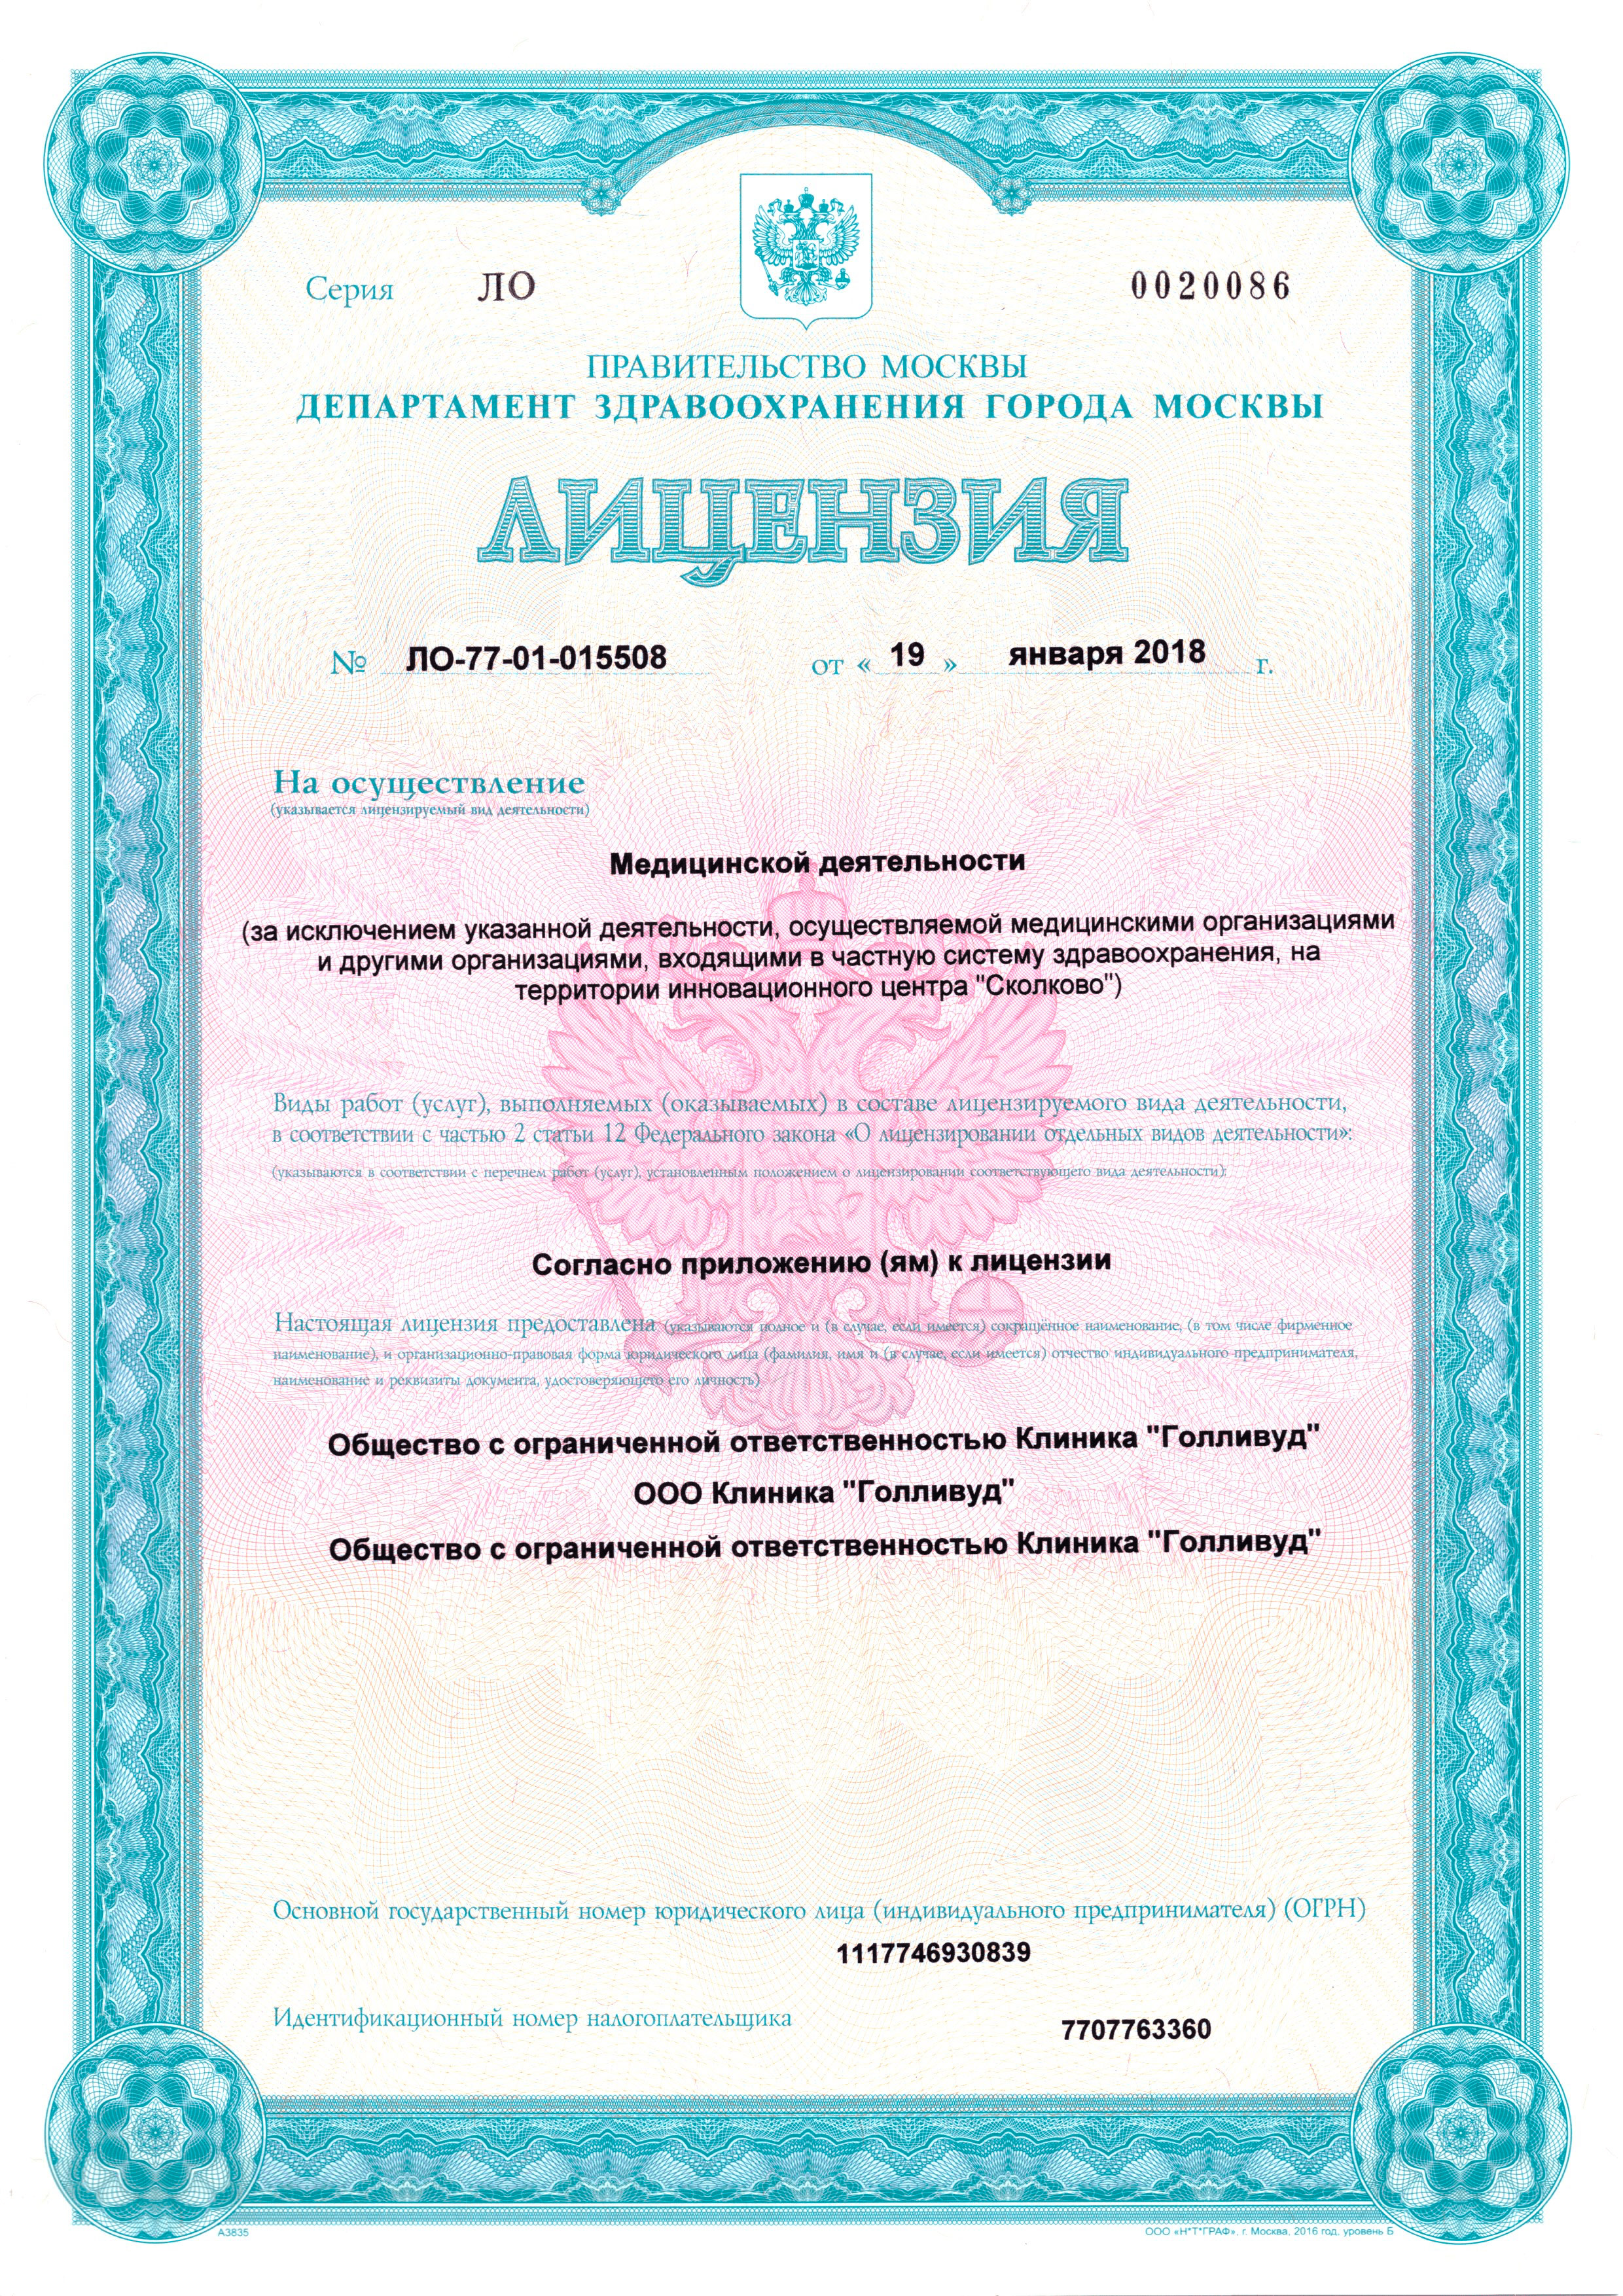 Серия ЛО 0020086
ПРАВИТЕЛЬСТВО МОСКВЫ
ДЕПАРТАМЕНТ ЗДРАВООХРАНЕНИЯ ГОРОДА МОСКВЫ
ЛИЦЕНЗИЯ
№ ЛО-77-01-015508 от « 19 » января 2018 г.
На осуществление
(указывается лицензируемый вид деятельности)
Медицинской деятельности
(за исключением указанной деятельности, осуществляемой медицинскими организациями
и другими организациями, входящими в частную систему здравоохранения, на
территории инновационного центра "Сколково")
Виды работ (услуг), выполняемых (оказываемых) в составе лицензируемого вида деятельности,
в соответствии с частью 2 статьи 12 Федерального закона «О лицензировании отдельных видов деятельности»:
(указываются в соответствии с перечнем работ (услуг), установленным положением о лицензировании соответствующего вида деятельности):
Согласно приложению (ям) к лицензии
Настоящая лицензия предоставлена (указываются полное и (в случае, если имеется) сокращённое наименование, (в том числе фирменное
наименование), и организационно-правовая форма юридического лица (фамилия, имя и (в случае, если имеется) отчество индивидуального предпринимателя,
наименование и реквизиты документа, удостоверяющего его личность)
Общество с ограниченной ответственностью Клиника "Голливуд"
ООО Клиника "Голливуд"
Общество с ограниченной ответственностью Клиника "Голливуд"
Основной государственный номер юридического лица (индивидуального предпринимателя) (ОГРН)
1117746930839
Идентификационный номер налогоплательщика 7707763360
А3835 ООО «Н*Т*ГРАФ», г. Москва, 2016 год, уровень Б